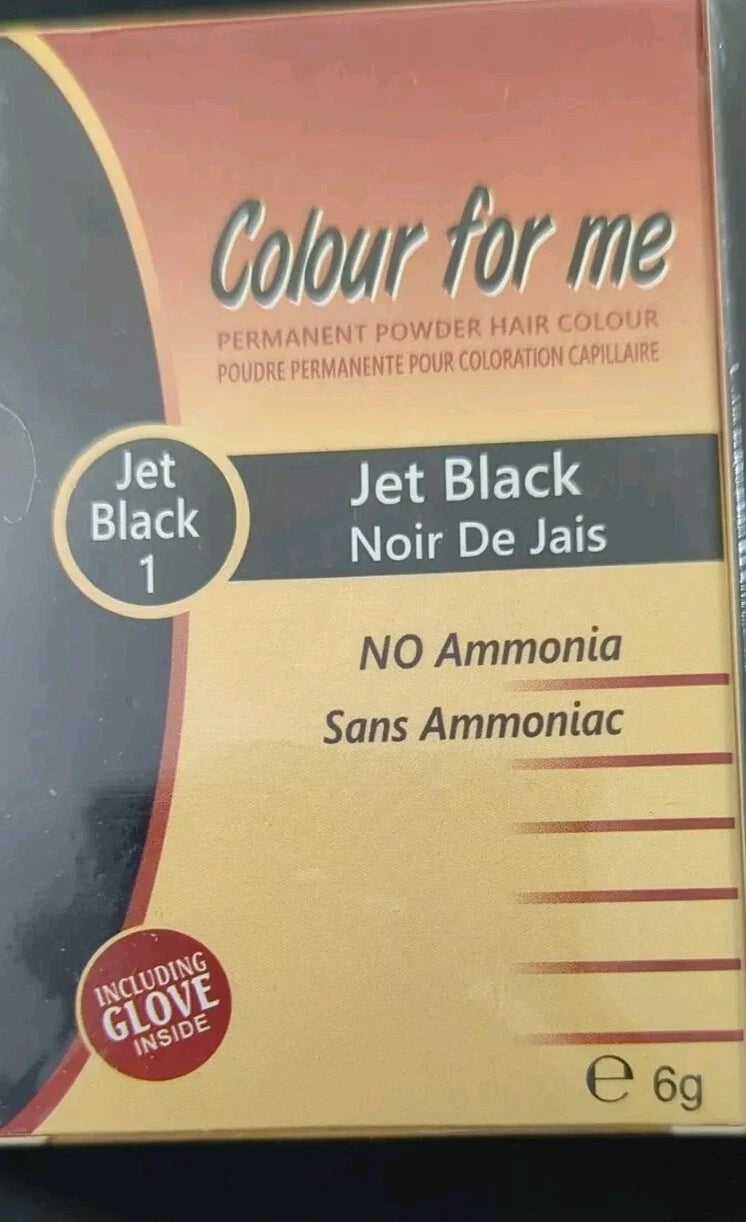 Colour for me
PERMANENT POWDER HAIR COLOUR
POUDRE PERMANENTE POUR COLORATION CAPILLAIRE
Jet
Black
1
Jet Black
Noir De Jais
NO Ammonia
Sans Ammoniac
INCLUDING
GLOVE
INSIDE
℮ 6g